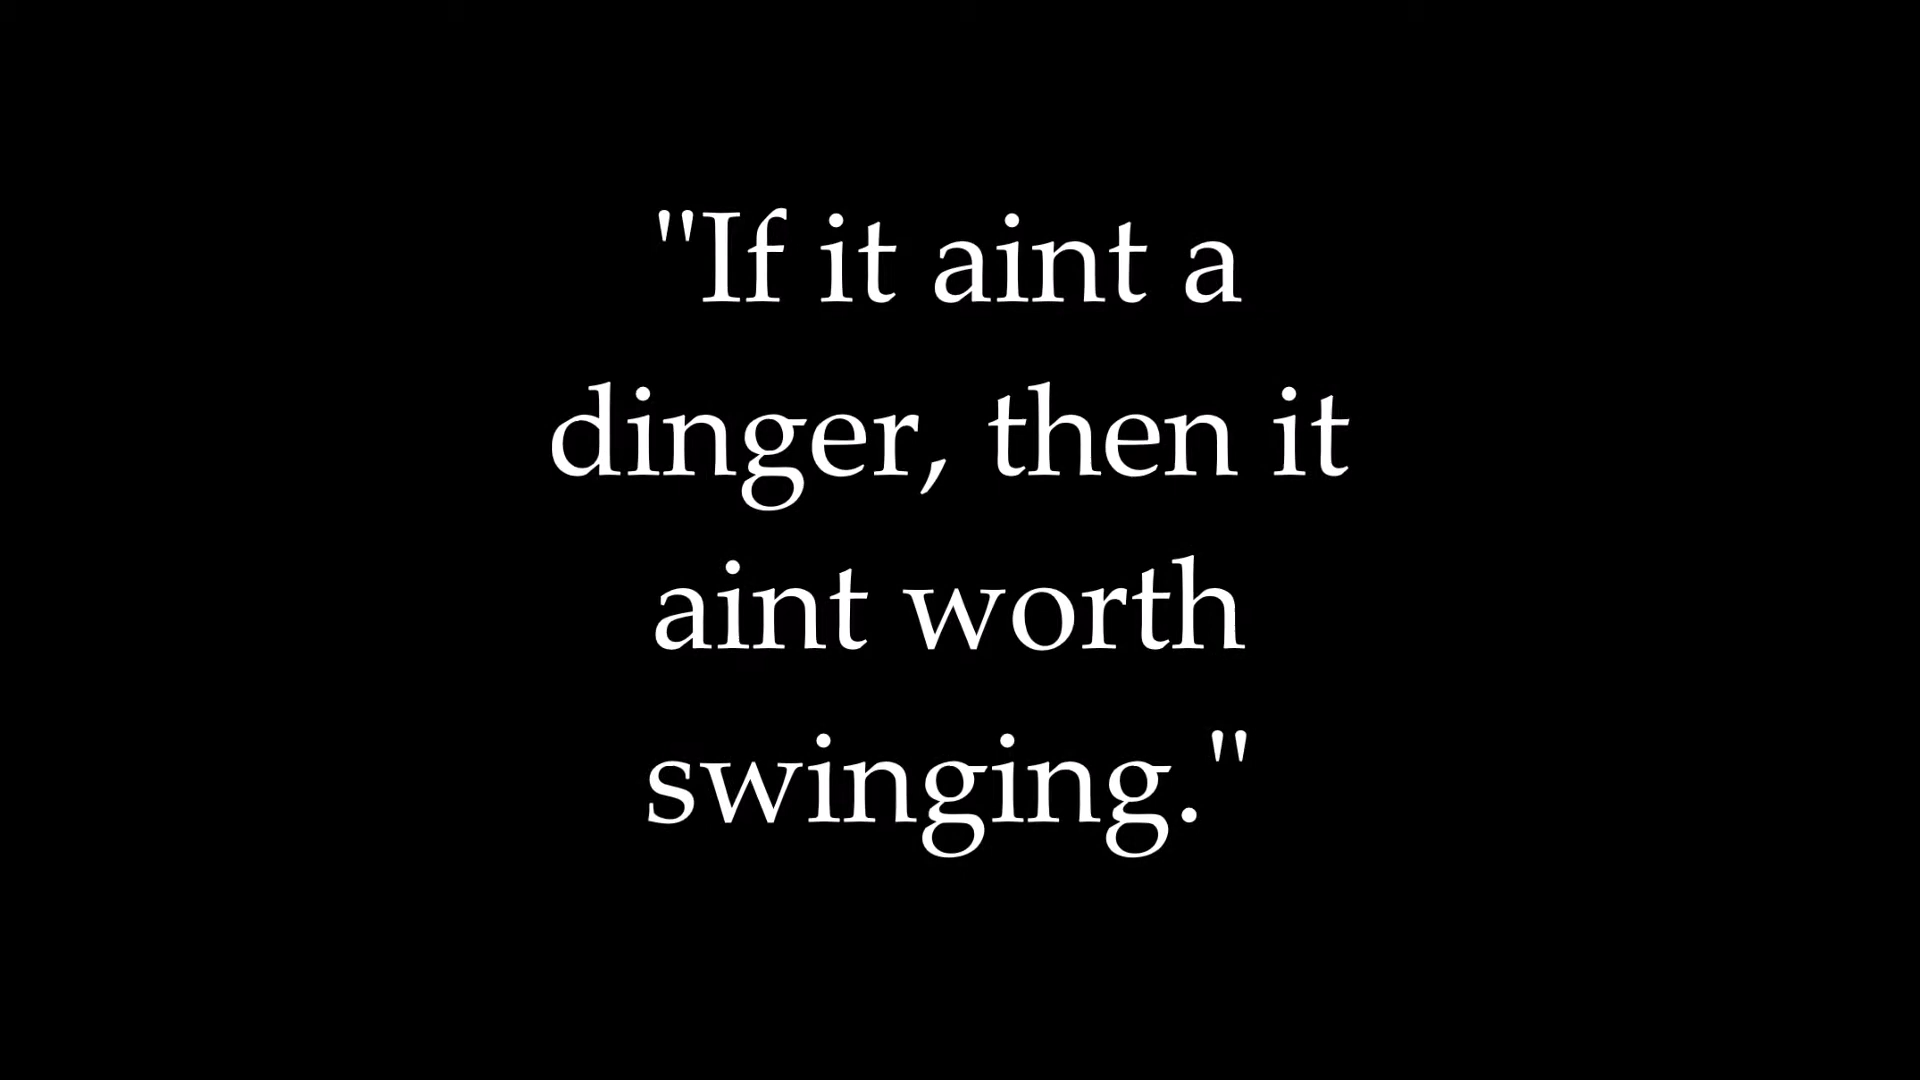 "If it aint a
dinger, then it
aint worth
swinging."